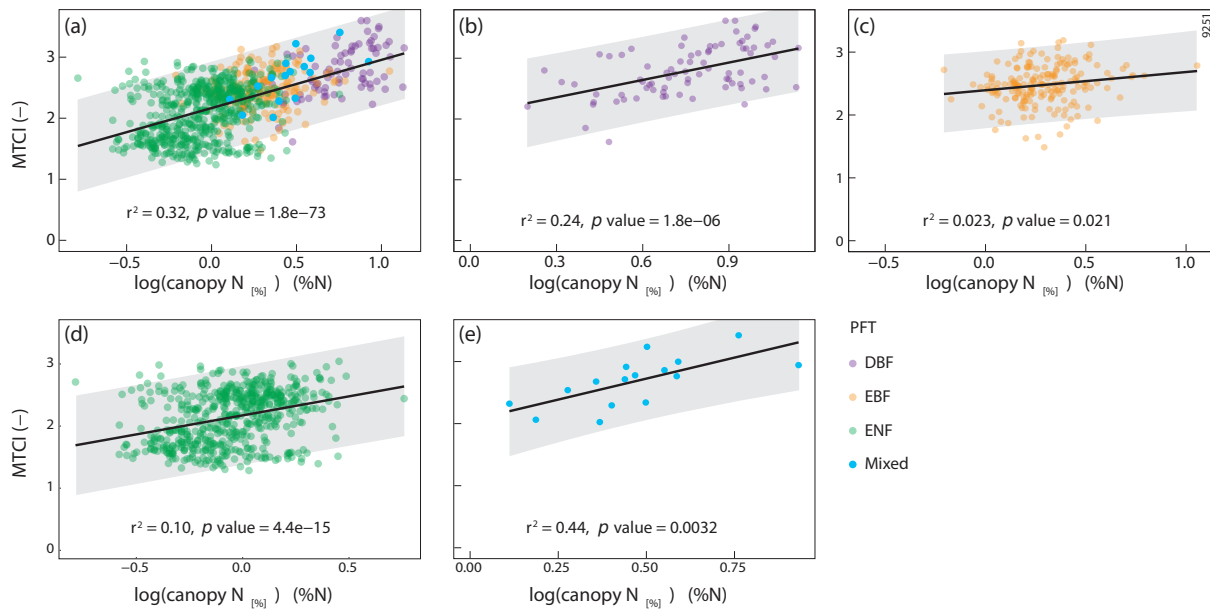 (a)
MTCI (−)
3
2
1
0
r² = 0.32, p value = 1.8e−73
−0.5 0.0 0.5 1.0
log(canopy N [%] ) (%N)
(b)
r² = 0.24, p value = 1.8e−06
0.3 0.6 0.9
log(canopy N [%] ) (%N)
(c)
9251
MTCI (−)
3
2
1
0
r² = 0.023, p value = 0.021
−0.5 0.0 0.5 1.0
log(canopy N [%] ) (%N)
(d)
MTCI (−)
3
2
1
0
r² = 0.10, p value = 4.4e−15
−0.5 0.0 0.5
log(canopy N [%] ) (%N)
(e)
r² = 0.44, p value = 0.0032
0.00 0.25 0.50 0.75
log(canopy N [%] ) (%N)
PFT
DBF
EBF
ENF
Mixed